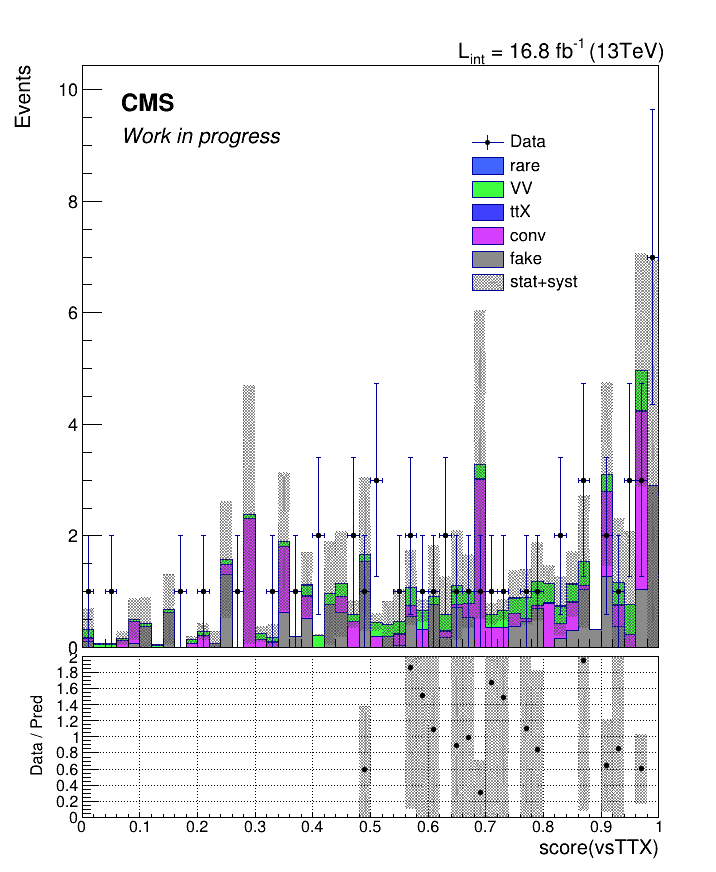 L_int = 16.8 fb^-1 (13TeV)
Events
CMS
Work in progress
Data
rare
VV
ttX
conv
fake
stat+syst
10
8
6
4
2
0
Data / Pred
2
1.8
1.6
1.4
1.2
1
0.8
0.6
0.4
0.2
0
0 0.1 0.2 0.3 0.4 0.5 0.6 0.7 0.8 0.9 1
score(vsTTX)